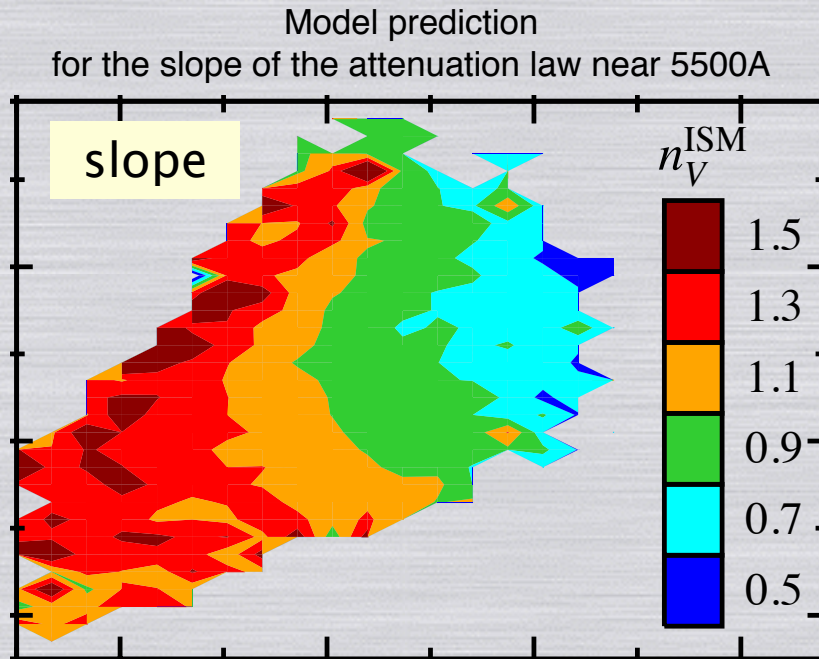 Model prediction
for the slope of the attenuation law near 5500A
slope
n_V^ISM
1.5
1.3
1.1
0.9
0.7
0.5